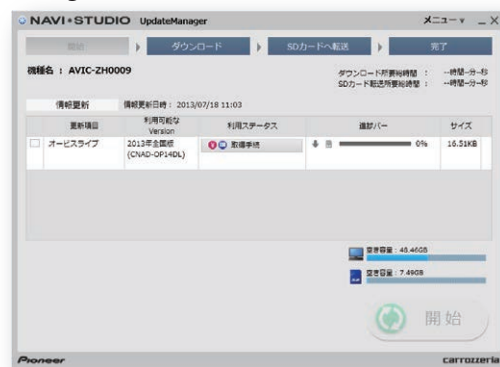 NAVI•STUDIO UpdateManager メニュー
開始 ダウンロード SDカードへ転送 完了
機種名 : AVIC-ZH0009
ダウンロード所要総時間 : --時間--分--秒
SDカード転送所要総時間 : --時間--分--秒
情報更新 情報更新日時 : 2013/07/18 11:03
更新項目 利用可能な Version 利用ステータス 進捗バー サイズ
オービスライブ 2013年全国版 (CNAD-OP14DL) 取得手続 0% 16.51KB
空き容量 : 46.46GB
空き容量 : 7.49GB
開始
Pioneer carrozzeria